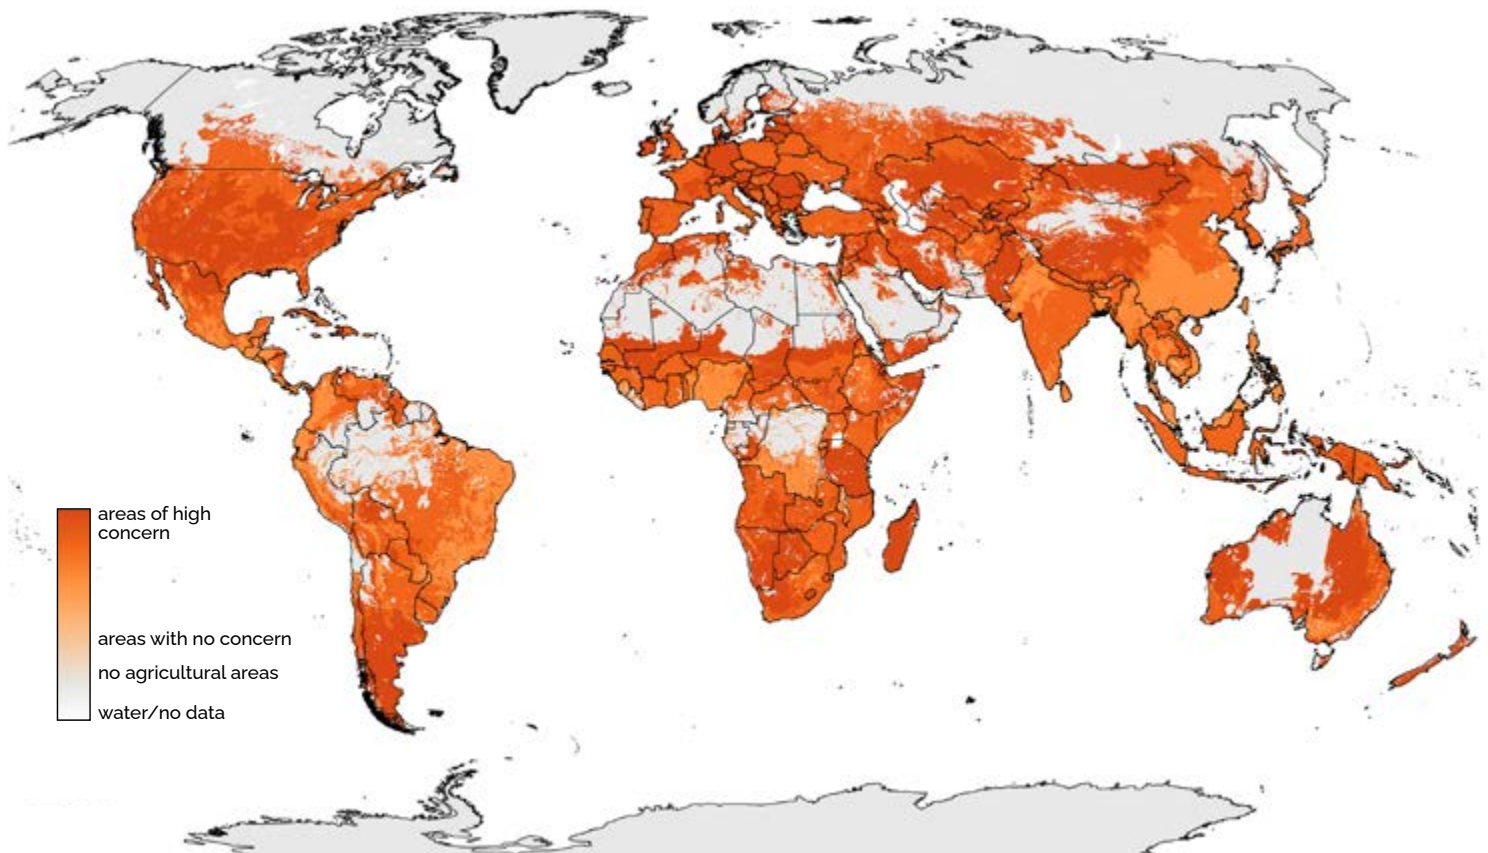 areas of high
concern
areas with no concern
no agricultural areas
water/no data